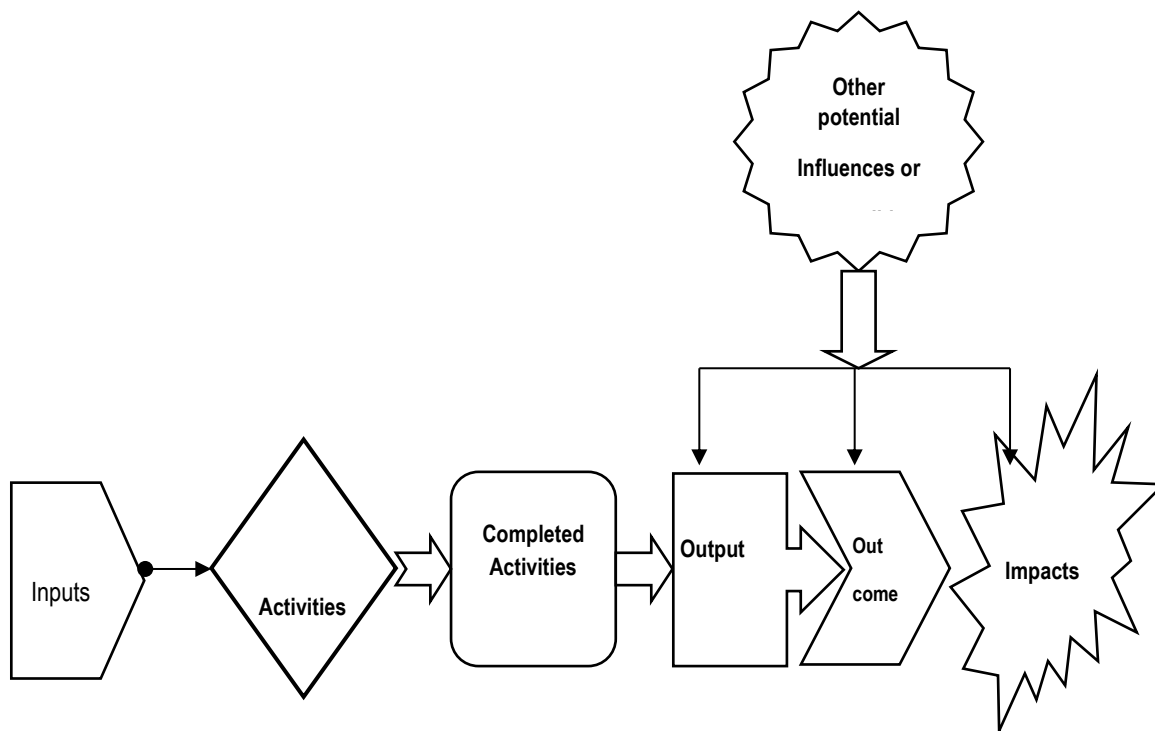 Other
potential
Influences or
Inputs
Activities
Completed
Activities
Output
Out
come
Impacts